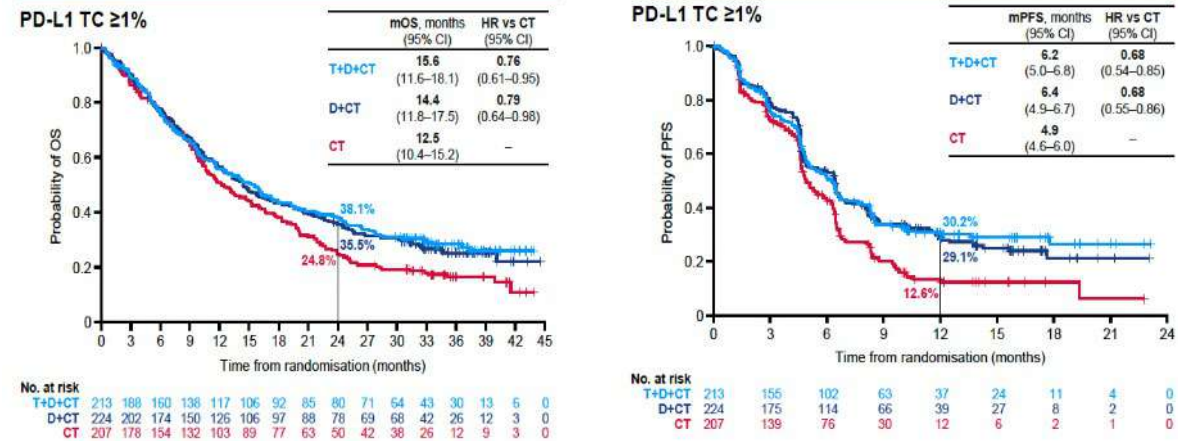 PD-L1 TC ≥1%
mOS, months HR vs CT
(95% CI) (95% CI)
T+D+CT 15.6 0.76
(11.6–18.1) (0.61–0.95)
D+CT 14.4 0.79
(11.8–17.5) (0.64–0.98)
CT 12.5 –
(10.4–15.2)
Probability of OS
1.0
0.8
0.6
0.4
0.2
0
38.1%
35.5%
24.8%
0 3 6 9 12 15 18 21 24 27 30 33 36 39 42 45
Time from randomisation (months)
No. at risk
T+D+CT 213 188 160 138 117 106 92 85 80 71 64 43 30 13 6 0
D+CT 224 202 174 150 126 106 97 88 78 69 68 42 26 12 3 0
CT 207 178 154 132 103 89 77 63 50 42 38 26 12 9 3 0
PD-L1 TC ≥1%
mPFS, months HR vs CT
(95% CI) (95% CI)
T+D+CT 6.2 0.68
(5.0–6.8) (0.54–0.85)
D+CT 6.4 0.68
(4.9–6.7) (0.55–0.86)
CT 4.9 –
(4.6–6.0)
Probability of PFS
1.0
0.8
0.6
0.4
0.2
0
30.2%
29.1%
12.6%
0 3 6 9 12 15 18 21 24
Time from randomisation (months)
No. at risk
T+D+CT 213 155 102 63 37 24 11 4 0
D+CT 224 175 114 66 39 27 8 2 0
CT 207 139 76 30 12 6 2 1 0